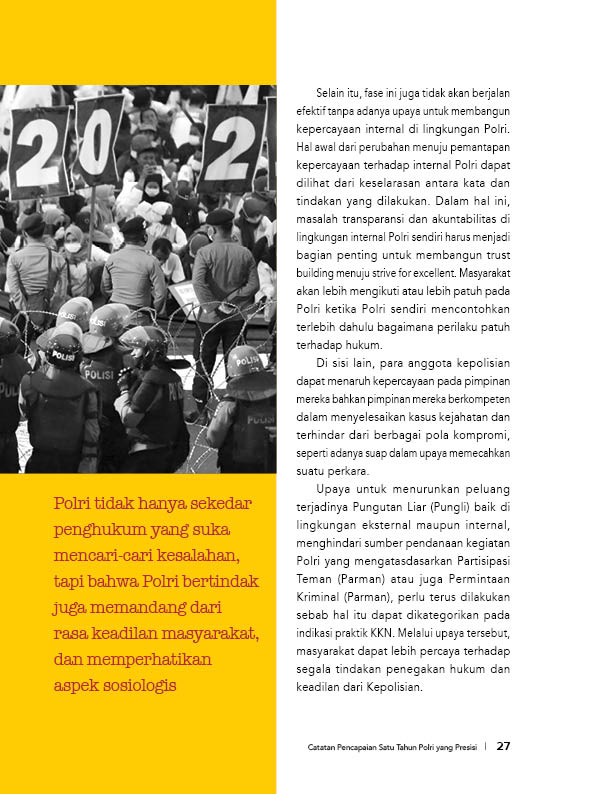 2
0
2
POLISI
POLISI
POLISI
POLISI
POLISI
Polri tidak hanya sekedar
penghukum yang suka
mencari-cari kesalahan,
tapi bahwa Polri bertindak
juga memandang dari
rasa keadilan masyarakat,
dan memperhatikan
aspek sosiologis
Selain itu, fase ini juga tidak akan berjalan
efektif tanpa adanya upaya untuk membangun
kepercayaan internal di lingkungan Polri.
Hal awal dari perubahan menuju pemantapan
kepercayaan terhadap internal Polri dapat
dilihat dari keselarasan antara kata dan
tindakan yang dilakukan. Dalam hal ini,
masalah transparansi dan akuntabilitas di
lingkungan internal Polri sendiri harus menjadi
bagian penting untuk membangun trust
building menuju strive for excellent. Masyarakat
akan lebih mengikuti atau lebih patuh pada
Polri ketika Polri sendiri mencontohkan
terlebih dahulu bagaimana perilaku patuh
terhadap hukum.
Di sisi lain, para anggota kepolisian
dapat menaruh kepercayaan pada pimpinan
mereka bahkan pimpinan mereka berkompeten
dalam menyelesaikan kasus kejahatan dan
terhindar dari berbagai pola kompromi,
seperti adanya suap dalam upaya memecahkan
suatu perkara.
Upaya untuk menurunkan peluang
terjadinya Pungutan Liar (Pungli) baik di
lingkungan eksternal maupun internal,
menghindari sumber pendanaan kegiatan
Polri yang mengatasdasarkan Partisipasi
Teman (Parman) atau juga Permintaan
Kriminal (Parman), perlu terus dilakukan
sebab hal itu dapat dikategorikan pada
indikasi praktik KKN. Melalui upaya tersebut,
masyarakat dapat lebih percaya terhadap
segala tindakan penegakan hukum dan
keadilan dari Kepolisian.
Catatan Pencapaian Satu Tahun Polri yang Presisi | 27